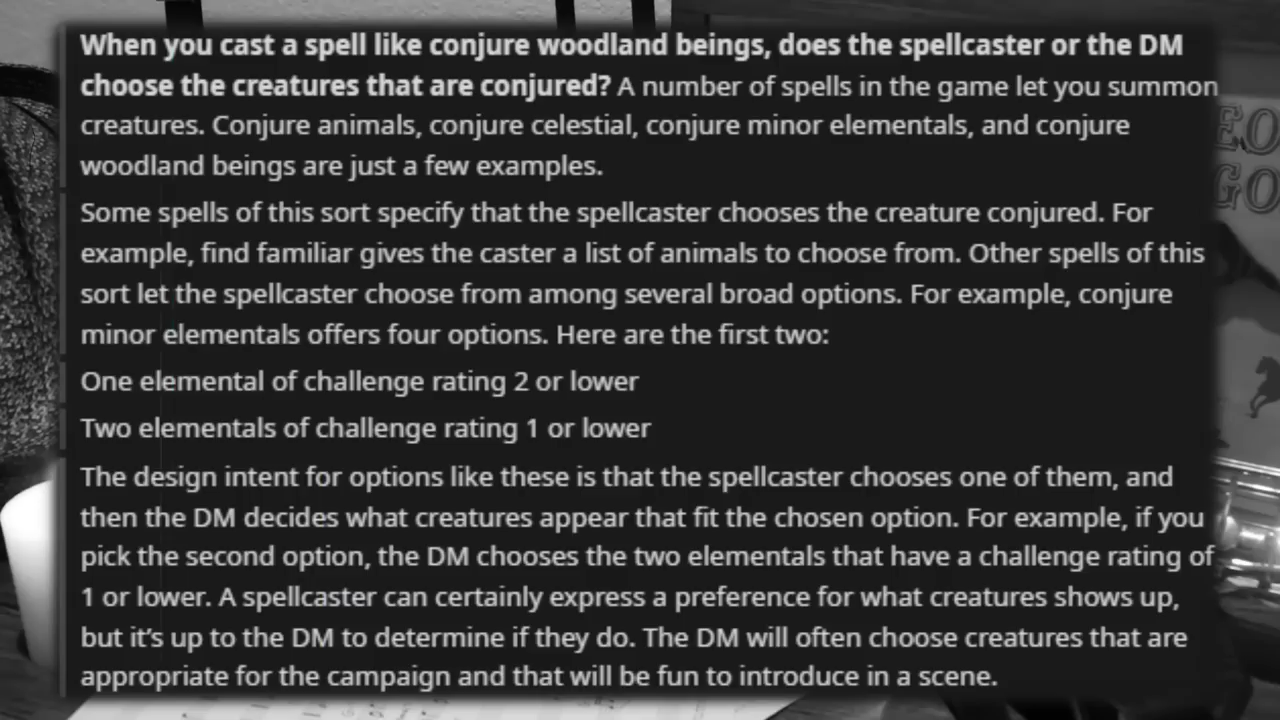 When you cast a spell like conjure woodland beings, does the spellcaster or the DM
choose the creatures that are conjured? A number of spells in the game let you summon
creatures. Conjure animals, conjure celestial, conjure minor elementals, and conjure
woodland beings are just a few examples.
Some spells of this sort specify that the spellcaster chooses the creature conjured. For
example, find familiar gives the caster a list of animals to choose from. Other spells of this
sort let the spellcaster choose from among several broad options. For example, conjure
minor elementals offers four options. Here are the first two:
One elemental of challenge rating 2 or lower
Two elementals of challenge rating 1 or lower
The design intent for options like these is that the spellcaster chooses one of them, and
then the DM decides what creatures appear that fit the chosen option. For example, if you
pick the second option, the DM chooses the two elementals that have a challenge rating of
1 or lower. A spellcaster can certainly express a preference for what creatures shows up,
but it’s up to the DM to determine if they do. The DM will often choose creatures that are
appropriate for the campaign and that will be fun to introduce in a scene.